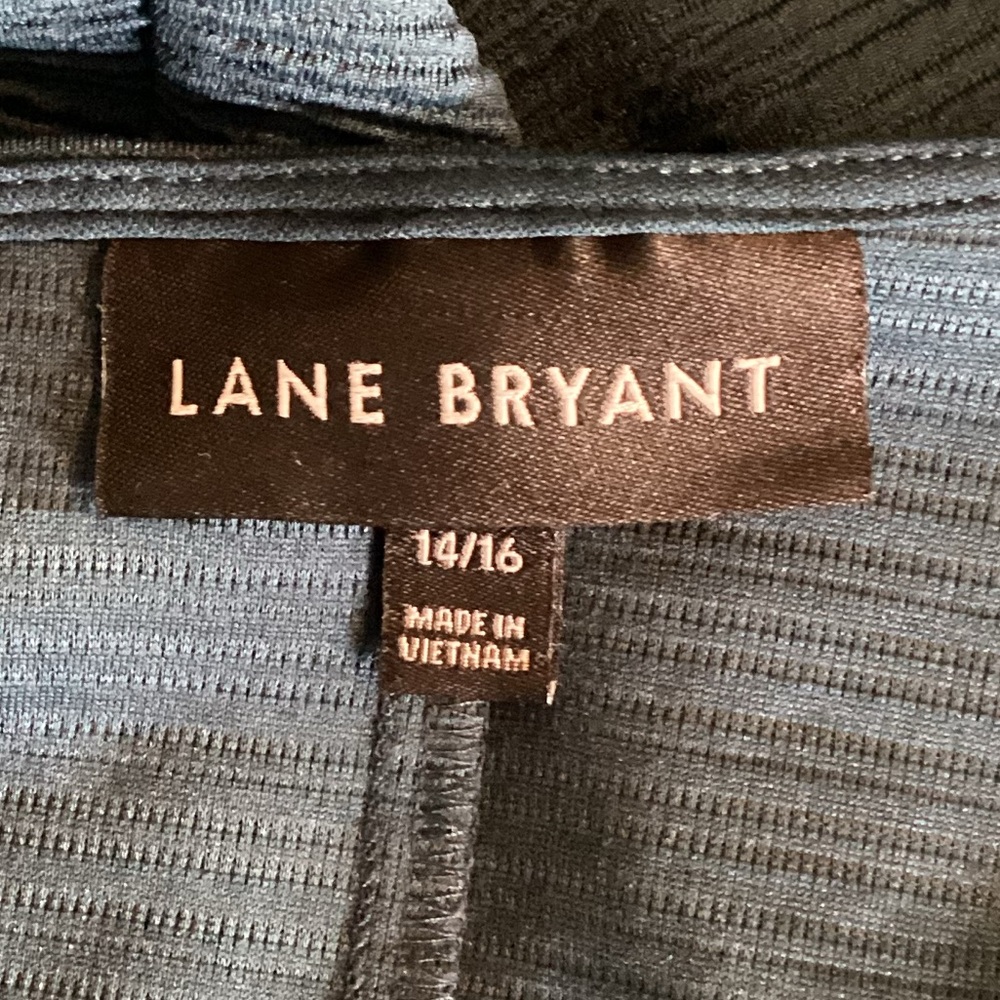 LANE BRYANT
14/16
MADE IN
VIETNAM